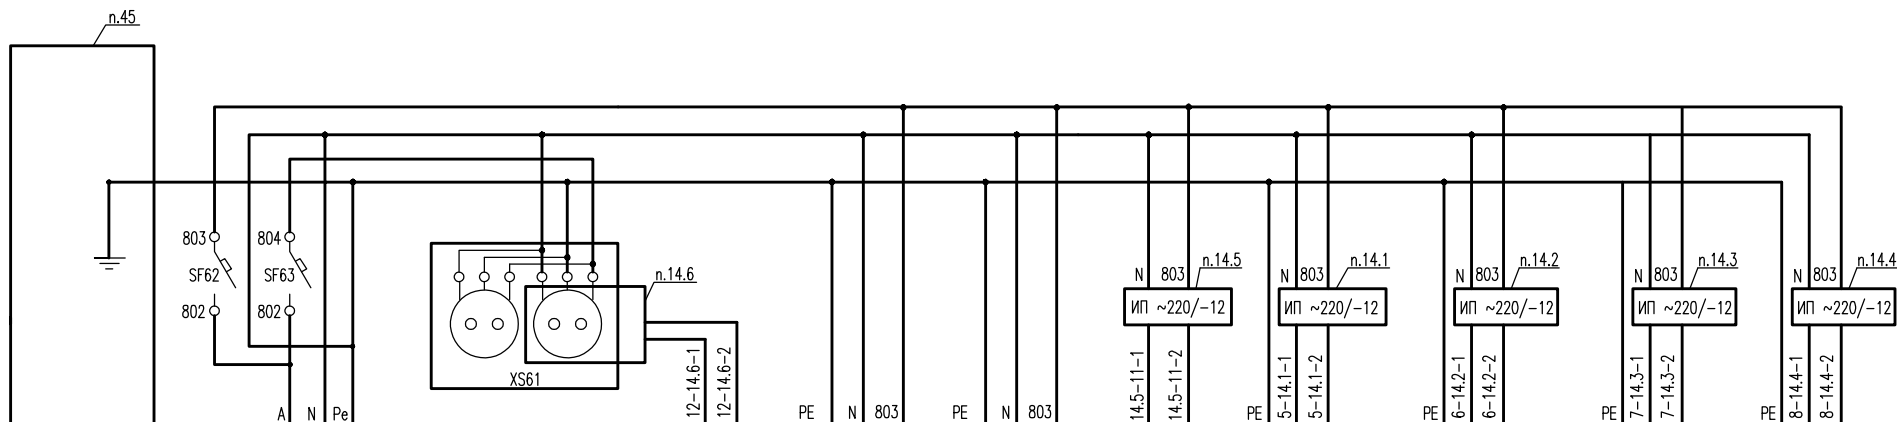 п.45
803
804
SF62
SF63
802
802
A
N
Pe
п.14.6
XS61
12-14.6-1
12-14.6-2
PE
N
803
PE
N
803
п.14.5
N
803
ИП ~220/-12
14.5-11-1
14.5-11-2
п.14.1
N
803
ИП ~220/-12
PE
5-14.1-1
5-14.1-2
п.14.2
N
803
ИП ~220/-12
PE
6-14.2-1
6-14.2-2
п.14.3
N
803
ИП ~220/-12
PE
7-14.3-1
7-14.3-2
п.14.4
N
803
ИП ~220/-12
PE
8-14.4-1
8-14.4-2